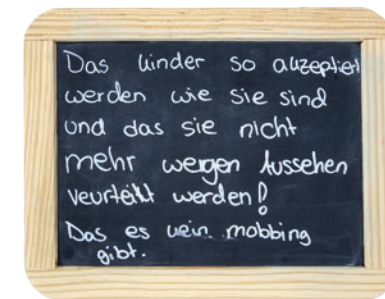 Das kinder so akzeptiert
werden wie sie sind
und das sie nicht
mehr wergen Aussehen
veurteilt werden!
Das es kein mobbing
gibt.